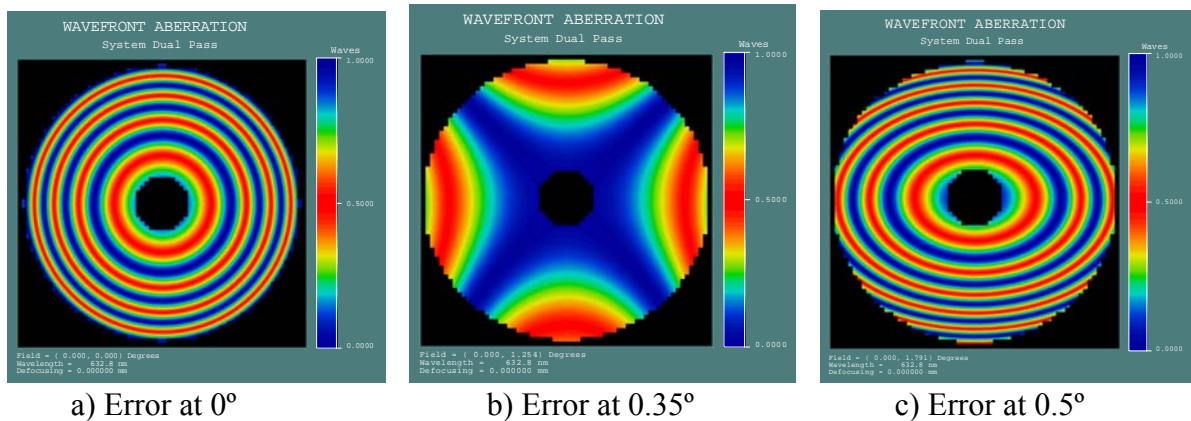 WAVEFRONT ABERRATION
System Dual Pass
Waves
1.0000
0.5000
0.0000
Field = ( 0.000, 0.000) Degrees
Wavelength = 632.8 nm
Defocusing = 0.000000 mm
a) Error at 0º
WAVEFRONT ABERRATION
System Dual Pass
Waves
1.0000
0.5000
0.0000
Field = ( 0.000, 1.254) Degrees
Wavelength = 632.8 nm
Defocusing = 0.000000 mm
b) Error at 0.35º
WAVEFRONT ABERRATION
System Dual Pass
Waves
1.0000
0.5000
0.0000
Field = ( 0.000, 1.791) Degrees
Wavelength = 632.8 nm
Defocusing = 0.000000 mm
c) Error at 0.5º